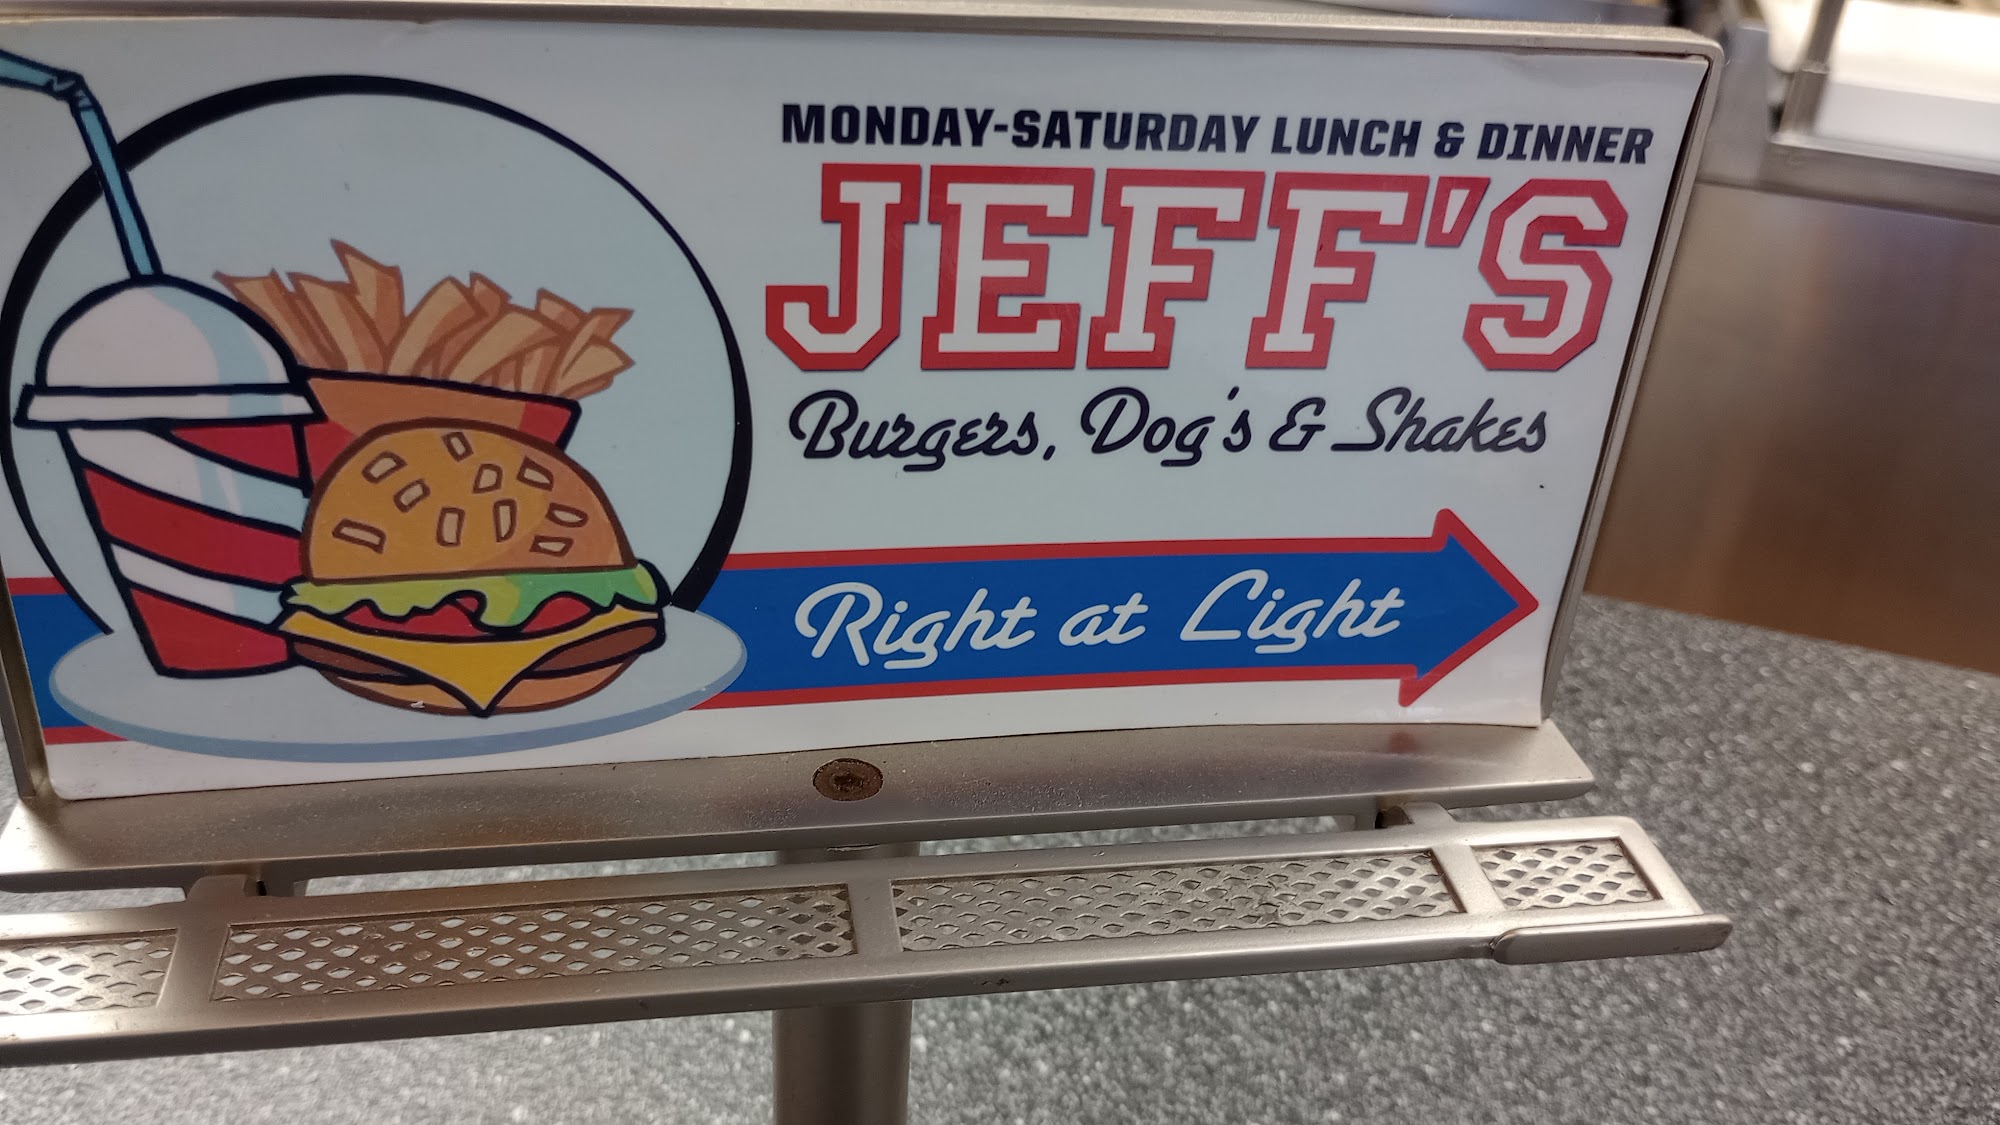 MONDAY-SATURDAY LUNCH & DINNER
JEFF'S
Burgers, Dog's & Shakes
Right at Light